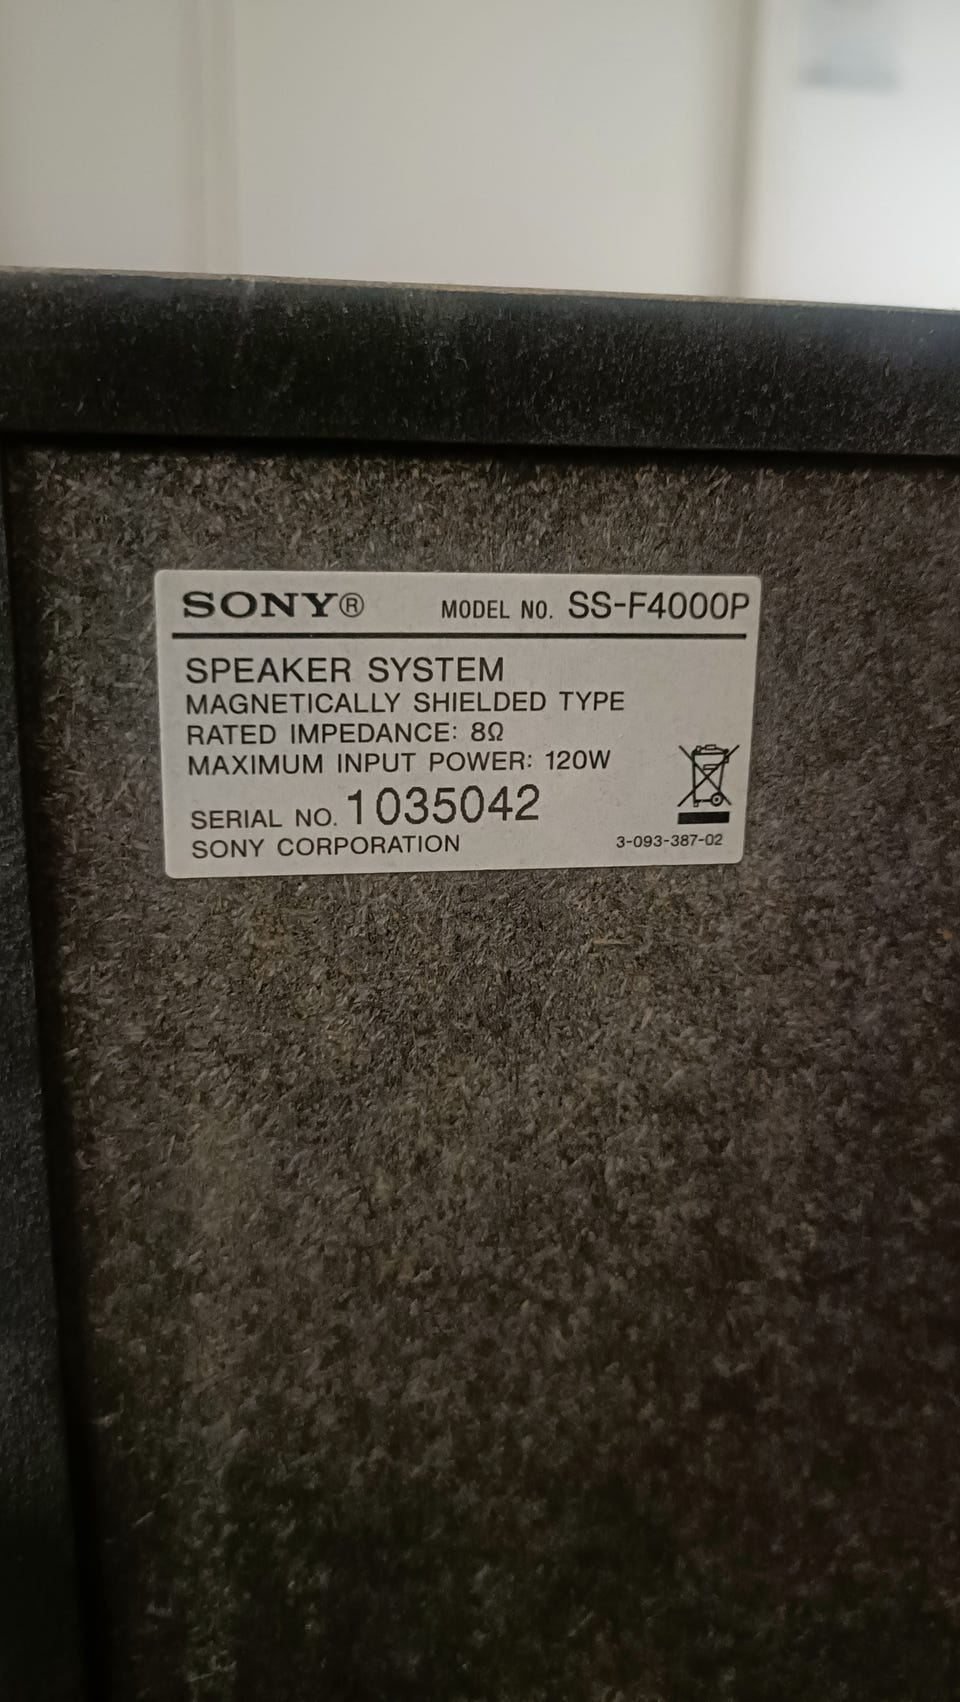 SONY® MODEL NO. SS-F4000P
SPEAKER SYSTEM
MAGNETICALLY SHIELDED TYPE
RATED IMPEDANCE: 8Ω
MAXIMUM INPUT POWER: 120W
SERIAL NO. 1035042
SONY CORPORATION 3-093-387-02